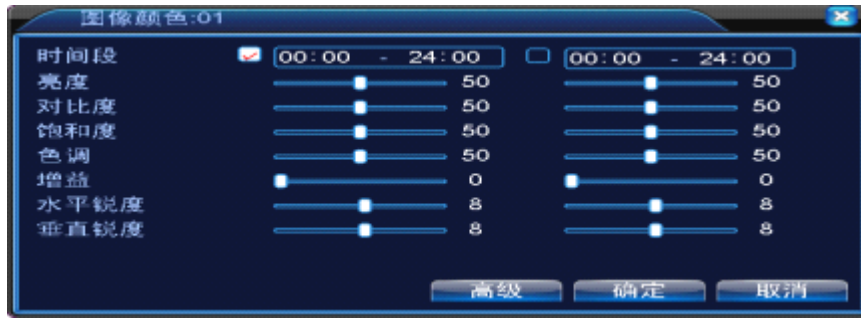 图像颜色:01
时间段 00:00 - 24:00 00:00 - 24:00
亮度 50 50
对比度 50 50
饱和度 50 50
色调 50 50
增益 0 0
水平锐度 8 8
垂直锐度 8 8
高级 确定 取消